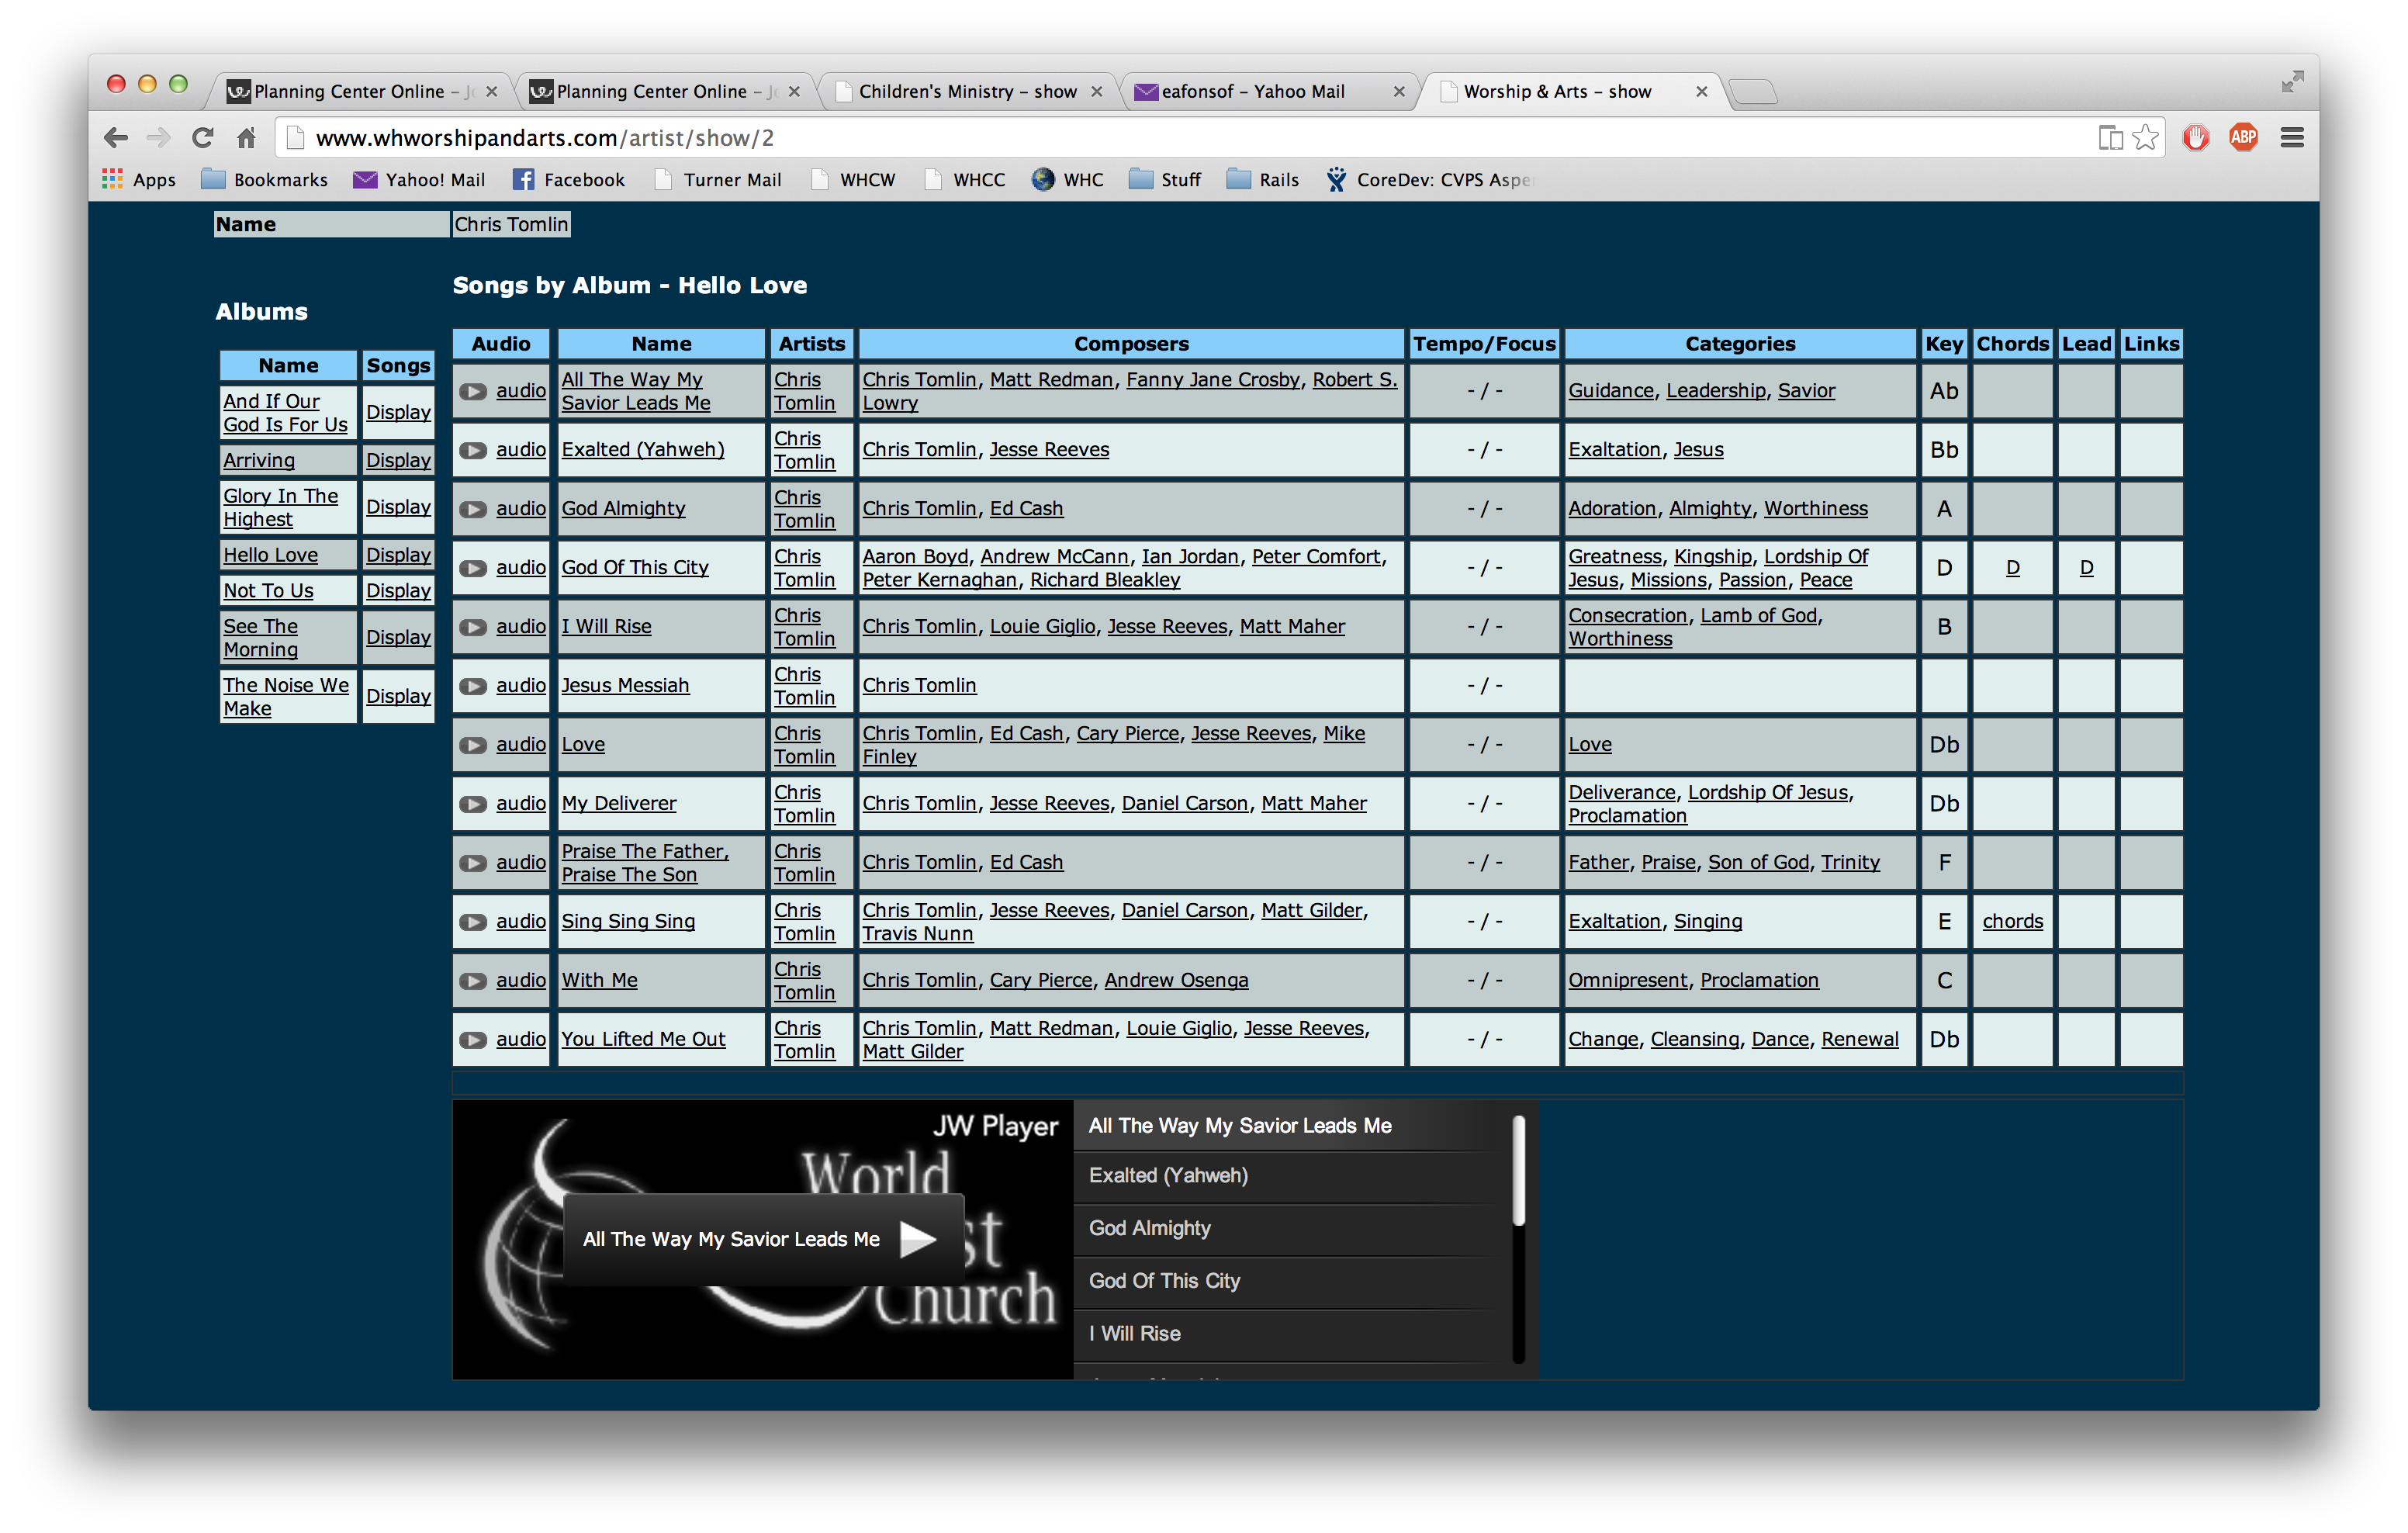 Planning Center Online – Jo
Planning Center Online – Jo
Children's Ministry – show
eafonsof – Yahoo Mail
Worship & Arts – show
www.whworshipandarts.com/artist/show/2
ABP
Apps Bookmarks Yahoo! Mail Facebook Turner Mail WHCW WHCC WHC Stuff Rails CoreDev: CVPS Aspe
Name Chris Tomlin
Albums
Name Songs
And If Our
God Is For Us
Display
Arriving Display
Glory In The
Highest
Display
Hello Love Display
Not To Us Display
See The
Morning
Display
The Noise We
Make
Display
Songs by Album - Hello Love
Audio Name Artists Composers Tempo/Focus Categories Key Chords Lead Links
audio
All The Way My
Savior Leads Me
Chris
Tomlin
Chris Tomlin, Matt Redman, Fanny Jane Crosby, Robert S.
Lowry
- / -
Guidance, Leadership, Savior
Ab
audio
Exalted (Yahweh)
Chris
Tomlin
Chris Tomlin, Jesse Reeves
- / -
Exaltation, Jesus
Bb
audio
God Almighty
Chris
Tomlin
Chris Tomlin, Ed Cash
- / -
Adoration, Almighty, Worthiness
A
audio
God Of This City
Chris
Tomlin
Aaron Boyd, Andrew McCann, Ian Jordan, Peter Comfort,
Peter Kernaghan, Richard Bleakley
- / -
Greatness, Kingship, Lordship Of
Jesus, Missions, Passion, Peace
D
D
D
audio
I Will Rise
Chris
Tomlin
Chris Tomlin, Louie Giglio, Jesse Reeves, Matt Maher
- / -
Consecration, Lamb of God,
Worthiness
B
audio
Jesus Messiah
Chris
Tomlin
Chris Tomlin
- / -
audio
Love
Chris
Tomlin
Chris Tomlin, Ed Cash, Cary Pierce, Jesse Reeves, Mike
Finley
- / -
Love
Db
audio
My Deliverer
Chris
Tomlin
Chris Tomlin, Jesse Reeves, Daniel Carson, Matt Maher
- / -
Deliverance, Lordship Of Jesus,
Proclamation
Db
audio
Praise The Father,
Praise The Son
Chris
Tomlin
Chris Tomlin, Ed Cash
- / -
Father, Praise, Son of God, Trinity
F
audio
Sing Sing Sing
Chris
Tomlin
Chris Tomlin, Jesse Reeves, Daniel Carson, Matt Gilder,
Travis Nunn
- / -
Exaltation, Singing
E
chords
audio
With Me
Chris
Tomlin
Chris Tomlin, Cary Pierce, Andrew Osenga
- / -
Omnipresent, Proclamation
C
audio
You Lifted Me Out
Chris
Tomlin
Chris Tomlin, Matt Redman, Louie Giglio, Jesse Reeves,
Matt Gilder
- / -
Change, Cleansing, Dance, Renewal
Db
JW Player
World
st
Church
All The Way My Savior Leads Me
All The Way My Savior Leads Me
Exalted (Yahweh)
God Almighty
God Of This City
I Will Rise